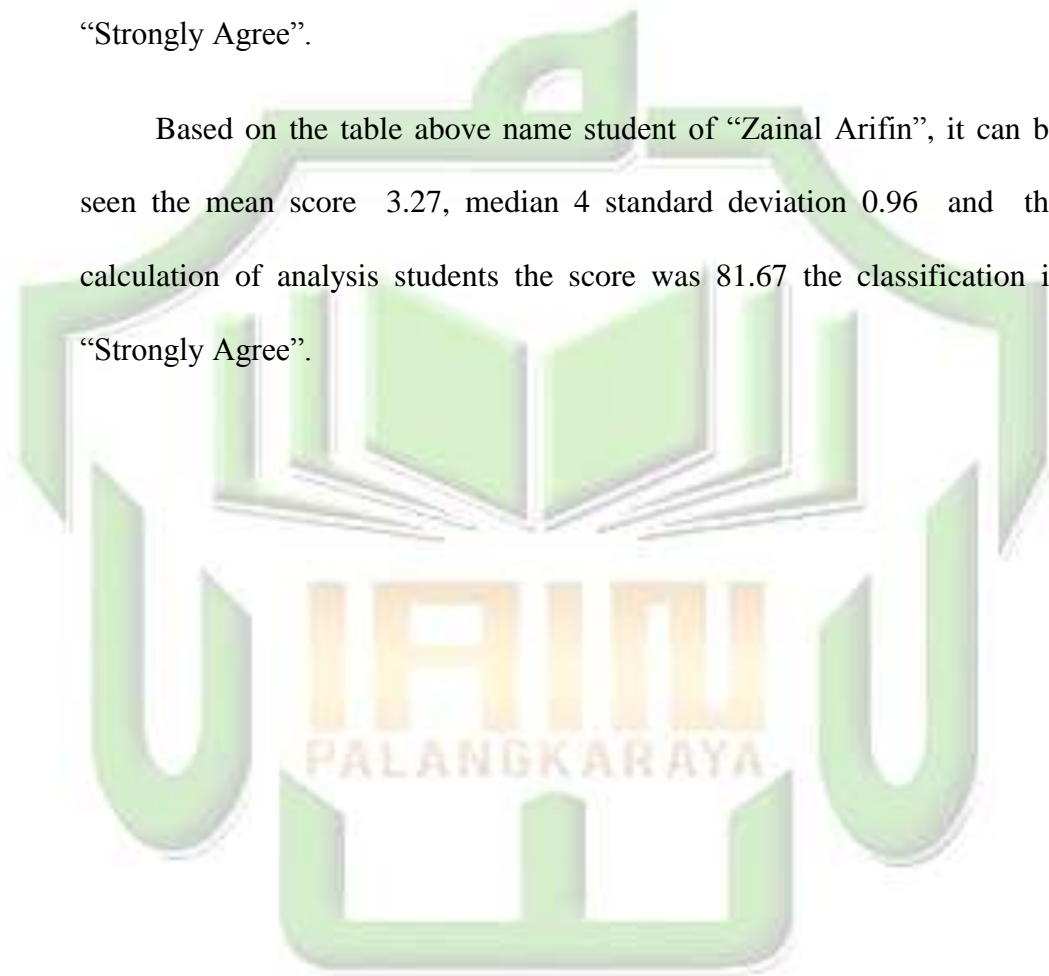 “Strongly Agree”.
Based on the table above name student of “Zainal Arifin”, it can b
seen the mean score 3.27, median 4 standard deviation 0.96 and th
calculation of analysis students the score was 81.67 the classification i
“Strongly Agree”.
IAIN
PALANGKARAYA